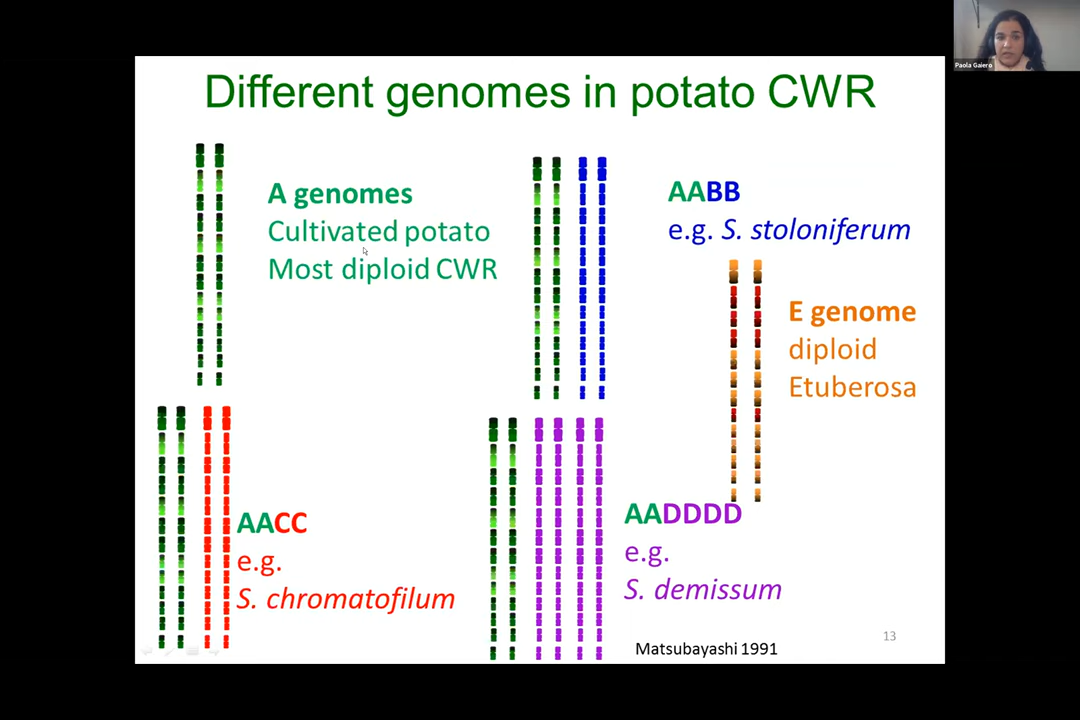 Paola Gaiero
Different genomes in potato CWR
A genomes
Cultivated potato
Most diploid CWR
AABB
e.g. S. stoloniferum
E genome
diploid
Etuberosa
AACC
e.g.
S. chromatofilum
AADDDD
e.g.
S. demissum
13
Matsubayashi 1991